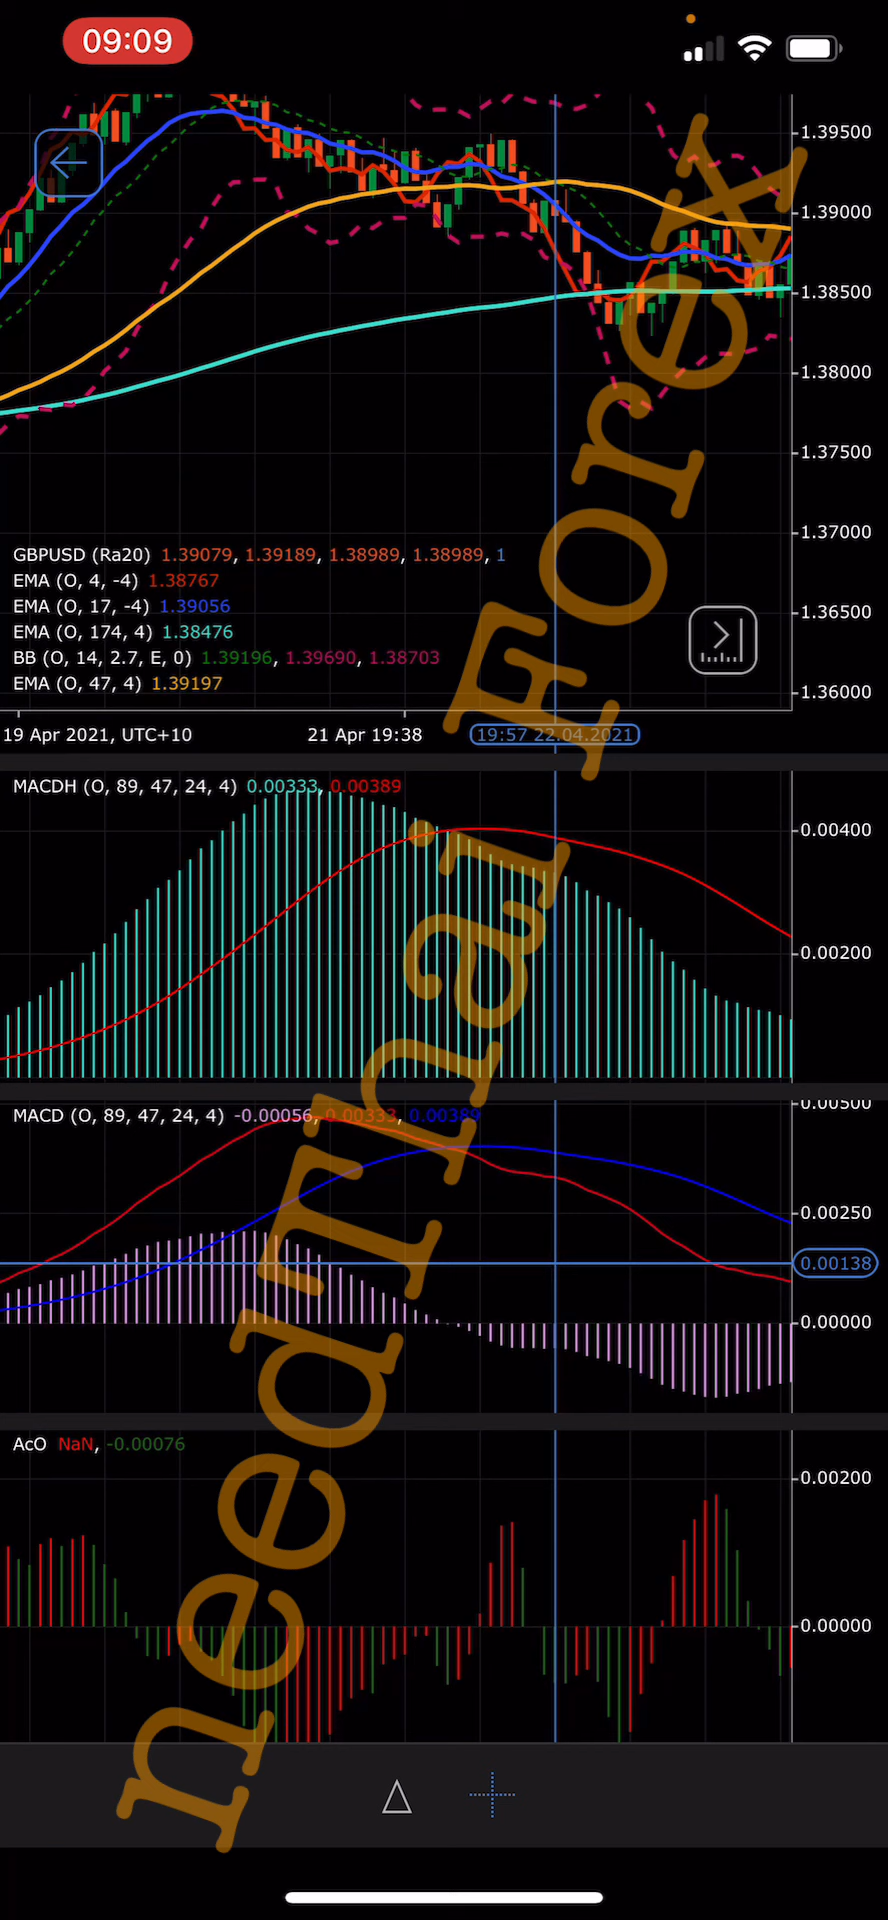 09:09
1.39500
1.39000
1.38500
1.38000
1.37500
1.37000
1.36500
1.36000
GBPUSD (Ra20) 1.39079, 1.39189, 1.38989, 1.38989, 1
EMA (O, 4, -4) 1.38767
EMA (O, 17, -4) 1.39056
EMA (O, 174, 4) 1.38476
BB (O, 14, 2.7, E, 0) 1.39196, 1.39690, 1.38703
EMA (O, 47, 4) 1.39197
19 Apr 2021, UTC+10 21 Apr 19:38 19:57 22.04.2021
MACDH (O, 89, 47, 24, 4) 0.00333, 0.00389
0.00400
0.00200
MACD (O, 89, 47, 24, 4) -0.00056, 0.00333, 0.00389
0.00500
0.00250
0.00138
0.00000
AcO NaN, -0.00076
0.00200
0.00000
needThai Forex